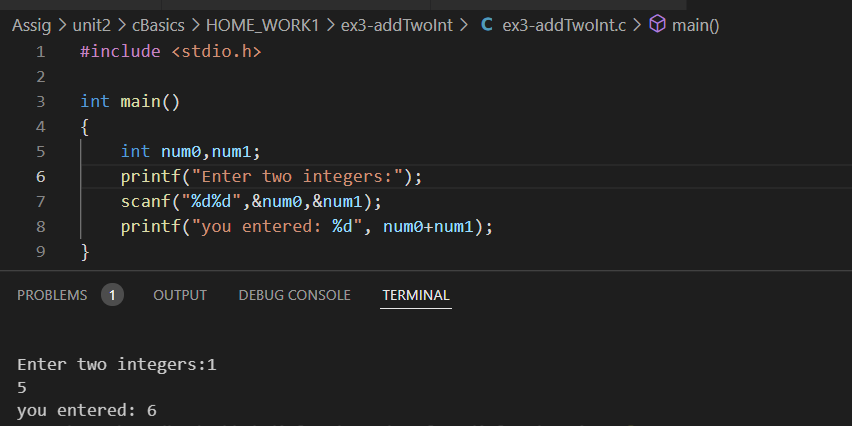 Assig > unit2 > cBasics > HOME_WORK1 > ex3-addTwoInt > C ex3-addTwoInt.c > main()
1 #include <stdio.h>
2
3 int main()
4 {
5 int num0,num1;
6 printf("Enter two integers:");
7 scanf("%d%d",&num0,&num1);
8 printf("you entered: %d", num0+num1);
9 }
PROBLEMS 1 OUTPUT DEBUG CONSOLE TERMINAL
Enter two integers:1
5
you entered: 6